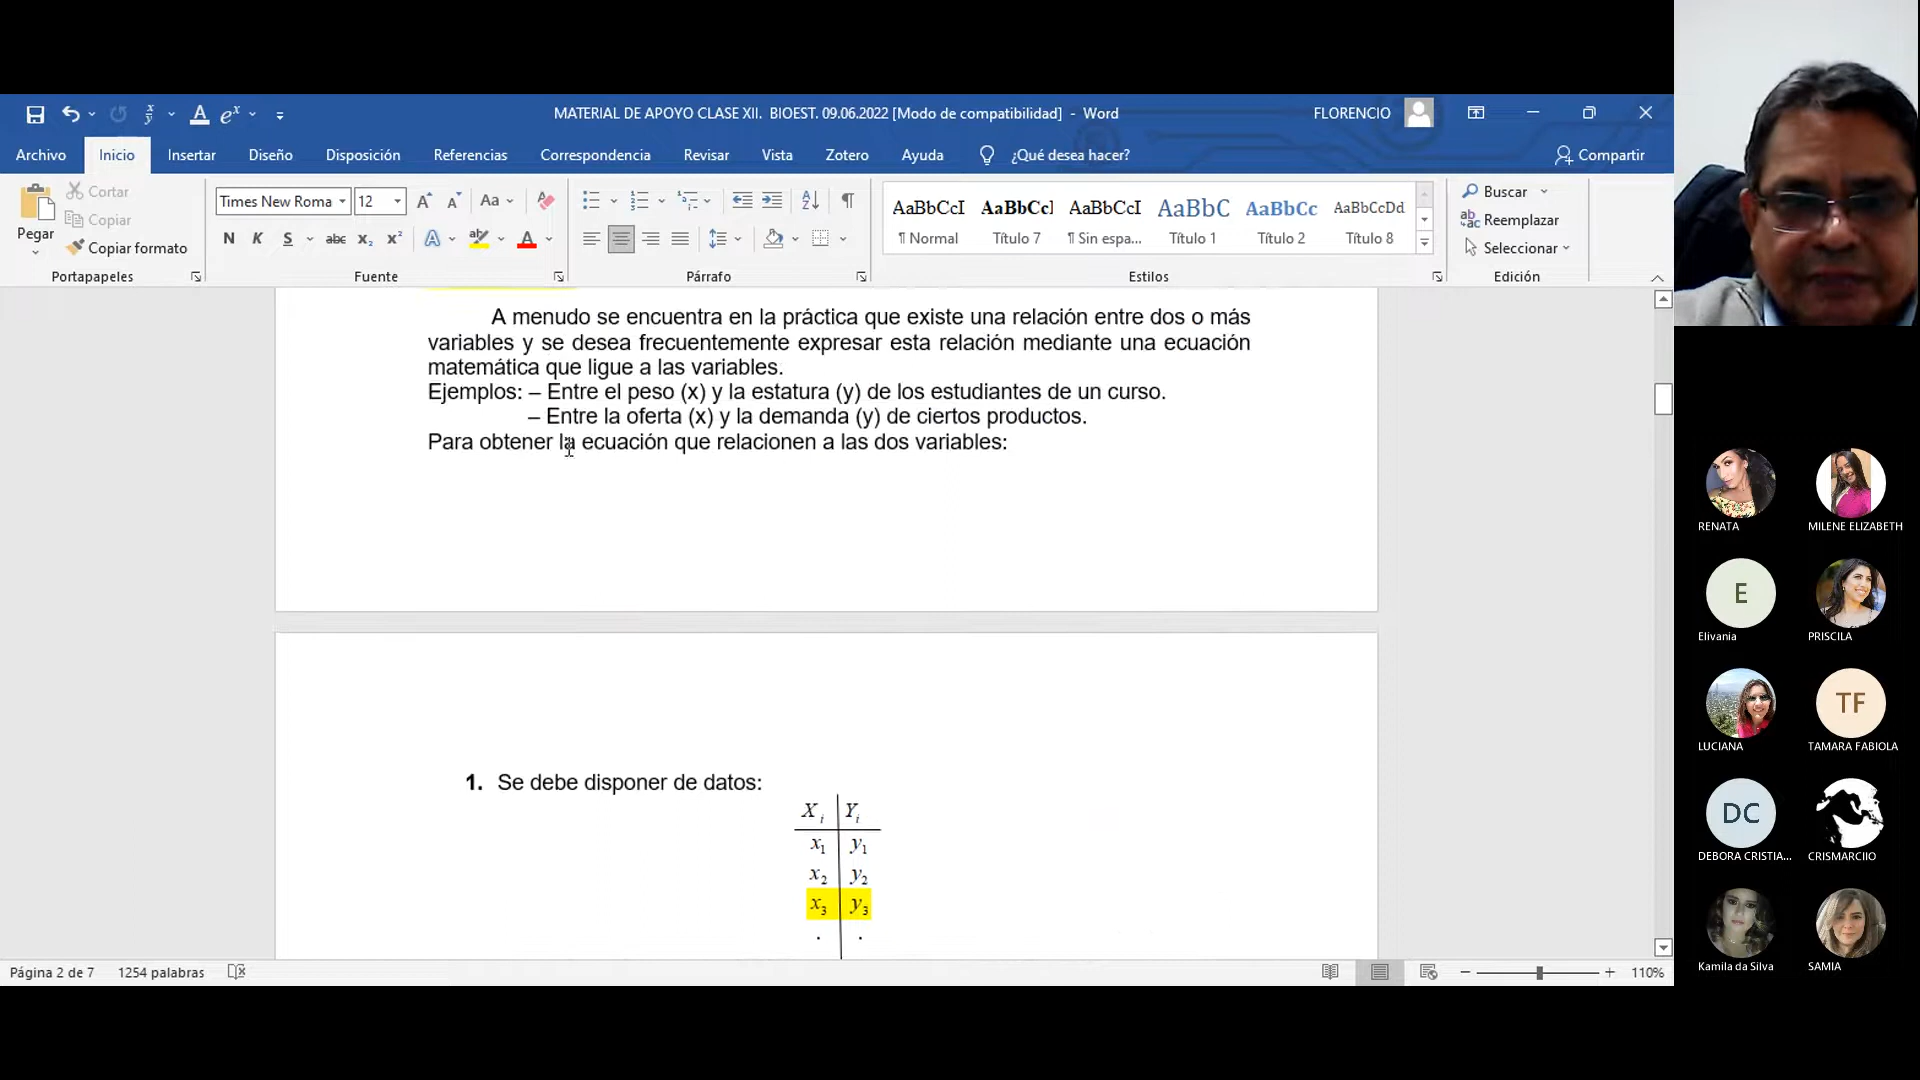 MATERIAL DE APOYO CLASE XII. BIOEST. 09.06.2022 [Modo de compatibilidad] - Word
FLORENCIO
Archivo Inicio Insertar Diseño Disposición Referencias Correspondencia Revisar Vista Zotero Ayuda ¿Qué desea hacer? Compartir
Pegar
Cortar
Copiar
Copiar formato
Portapapeles
Times New Roma 12
Aa
N K S abc x₂ x²
Fuente
Párrafo
AaBbCcI AaBbCcI AaBbCcI AaBbC AaBbCc AaBbCcDd
¶ Normal Título 7 ¶ Sin espa... Título 1 Título 2 Título 8
Estilos
Buscar
Reemplazar
Seleccionar
Edición
A menudo se encuentra en la práctica que existe una relación entre dos o más
variables y se desea frecuentemente expresar esta relación mediante una ecuación
matemática que ligue a las variables.
Ejemplos: – Entre el peso (x) y la estatura (y) de los estudiantes de un curso.
– Entre la oferta (x) y la demanda (y) de ciertos productos.
Para obtener la ecuación que relacionen a las dos variables:
1. Se debe disponer de datos:
Xᵢ Yᵢ
x₁ y₁
x₂ y₂
x₃ y₃
. .
Página 2 de 7 1254 palabras
110%
RENATA
MILENE ELIZABETH
E
Elivania
PRISCILA
LUCIANA
TF
TAMARA FABIOLA
DC
DEBORA CRISTIA...
CRISMARCIIO
Kamila da Silva
SAMIA